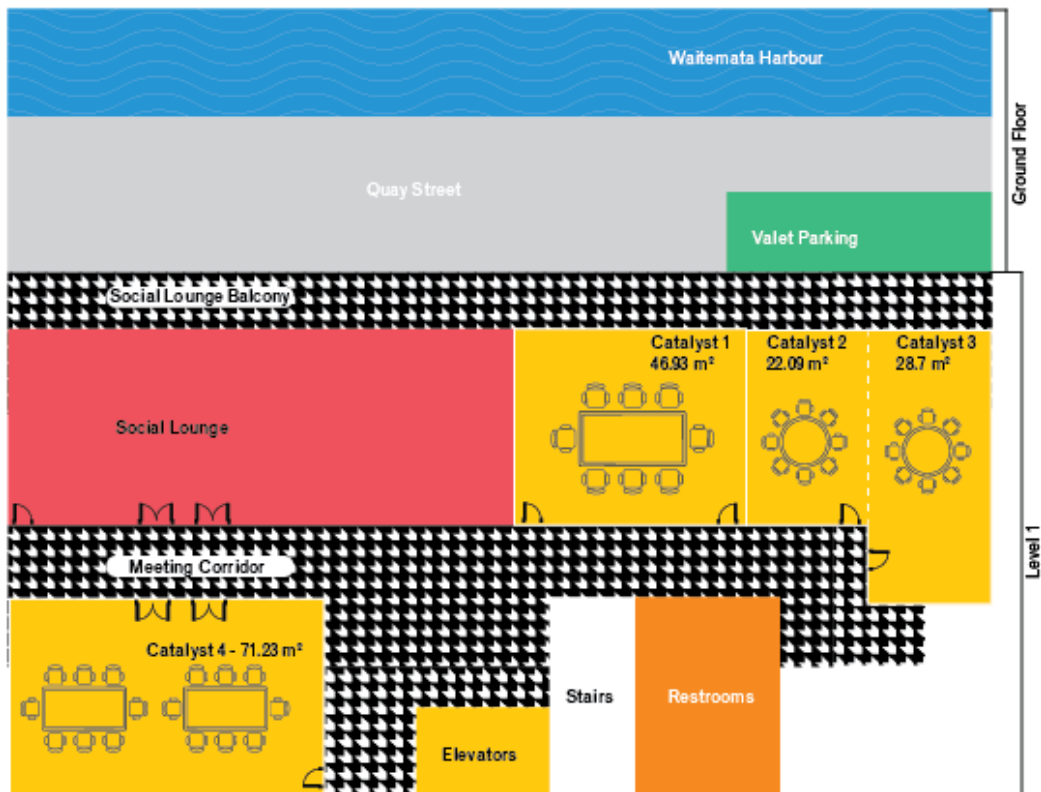 Waitemata Harbour
Ground Floor
Quay Street
Valet Parking
Social Lounge Balcony
Catalyst 1
46.93 m²
Catalyst 2
22.09 m²
Catalyst 3
28.7 m²
Social Lounge
Level 1
Meeting Corridor
Catalyst 4 - 71.23 m²
Stairs
Restrooms
Elevators